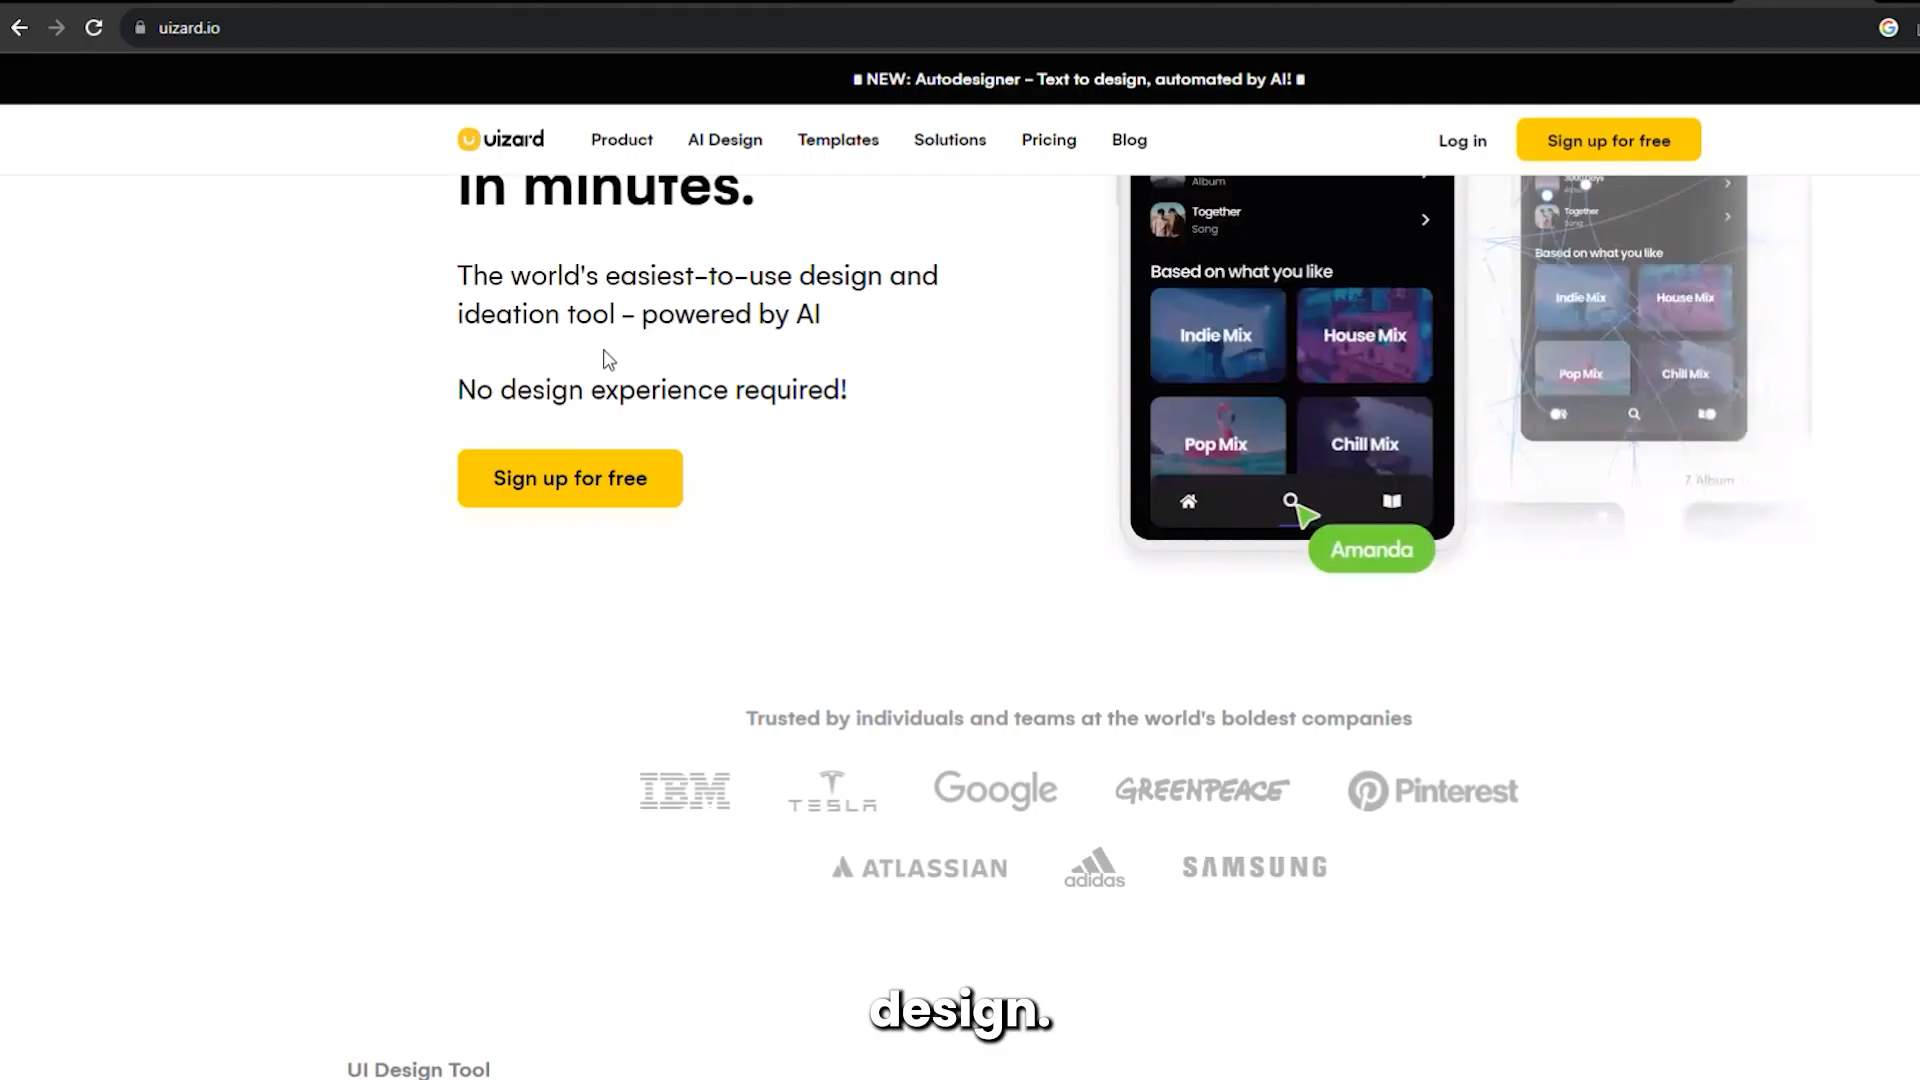 uizard.io
NEW: Autodesigner – Text to design, automated by AI!
uizard
Product
AI Design
Templates
Solutions
Pricing
Blog
Log in
Sign up for free
in minutes.
The world's easiest-to-use design and
ideation tool – powered by AI
No design experience required!
Sign up for free
Album
Together
Song
Based on what you like
Indie Mix
House Mix
Pop Mix
Chill Mix
Amanda
Together
Song
Based on what you like
Indie Mix
House Mix
Pop Mix
Chill Mix
7. Album
Trusted by individuals and teams at the world's boldest companies
IBM
TESLA
Google
GREENPEACE
Pinterest
ATLASSIAN
adidas
SAMSUNG
design.
UI Design Tool